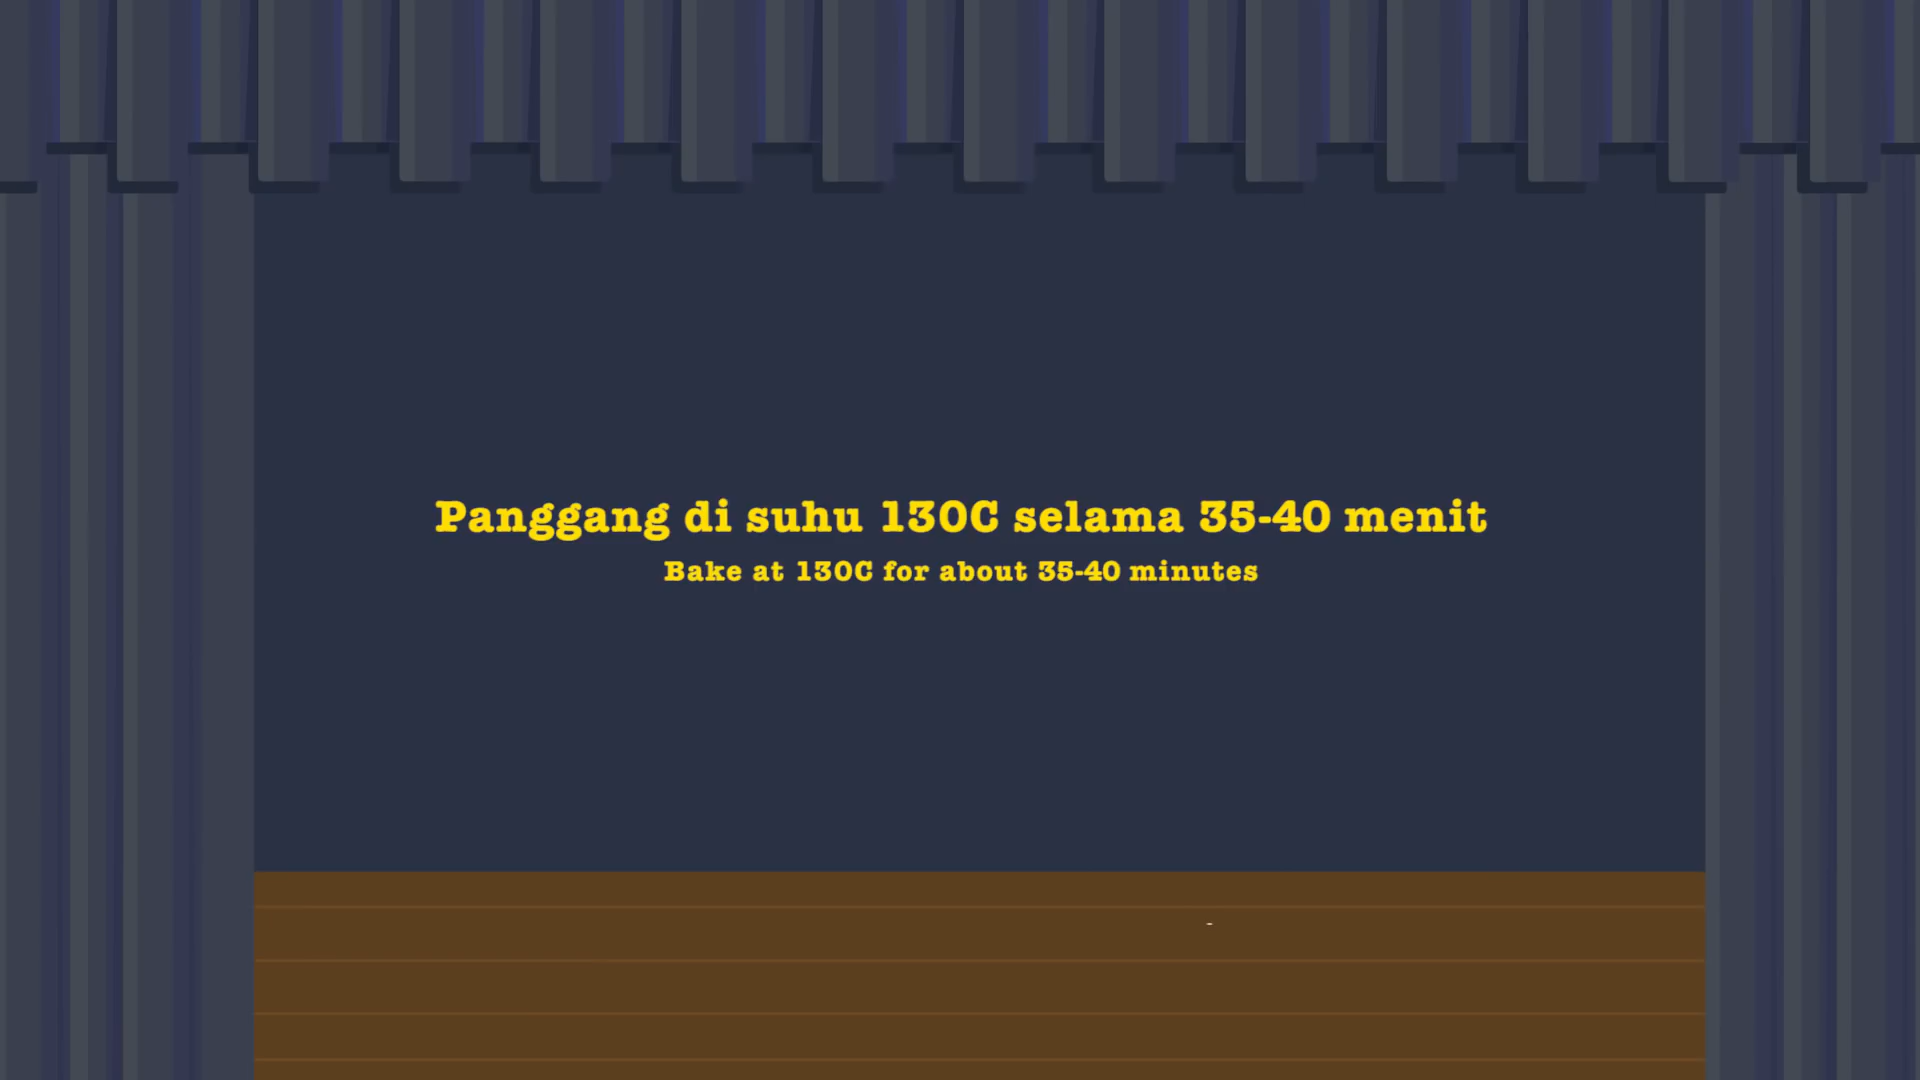 Panggang di suhu 130C selama 35-40 menit
Bake at 130C for about 35-40 minutes